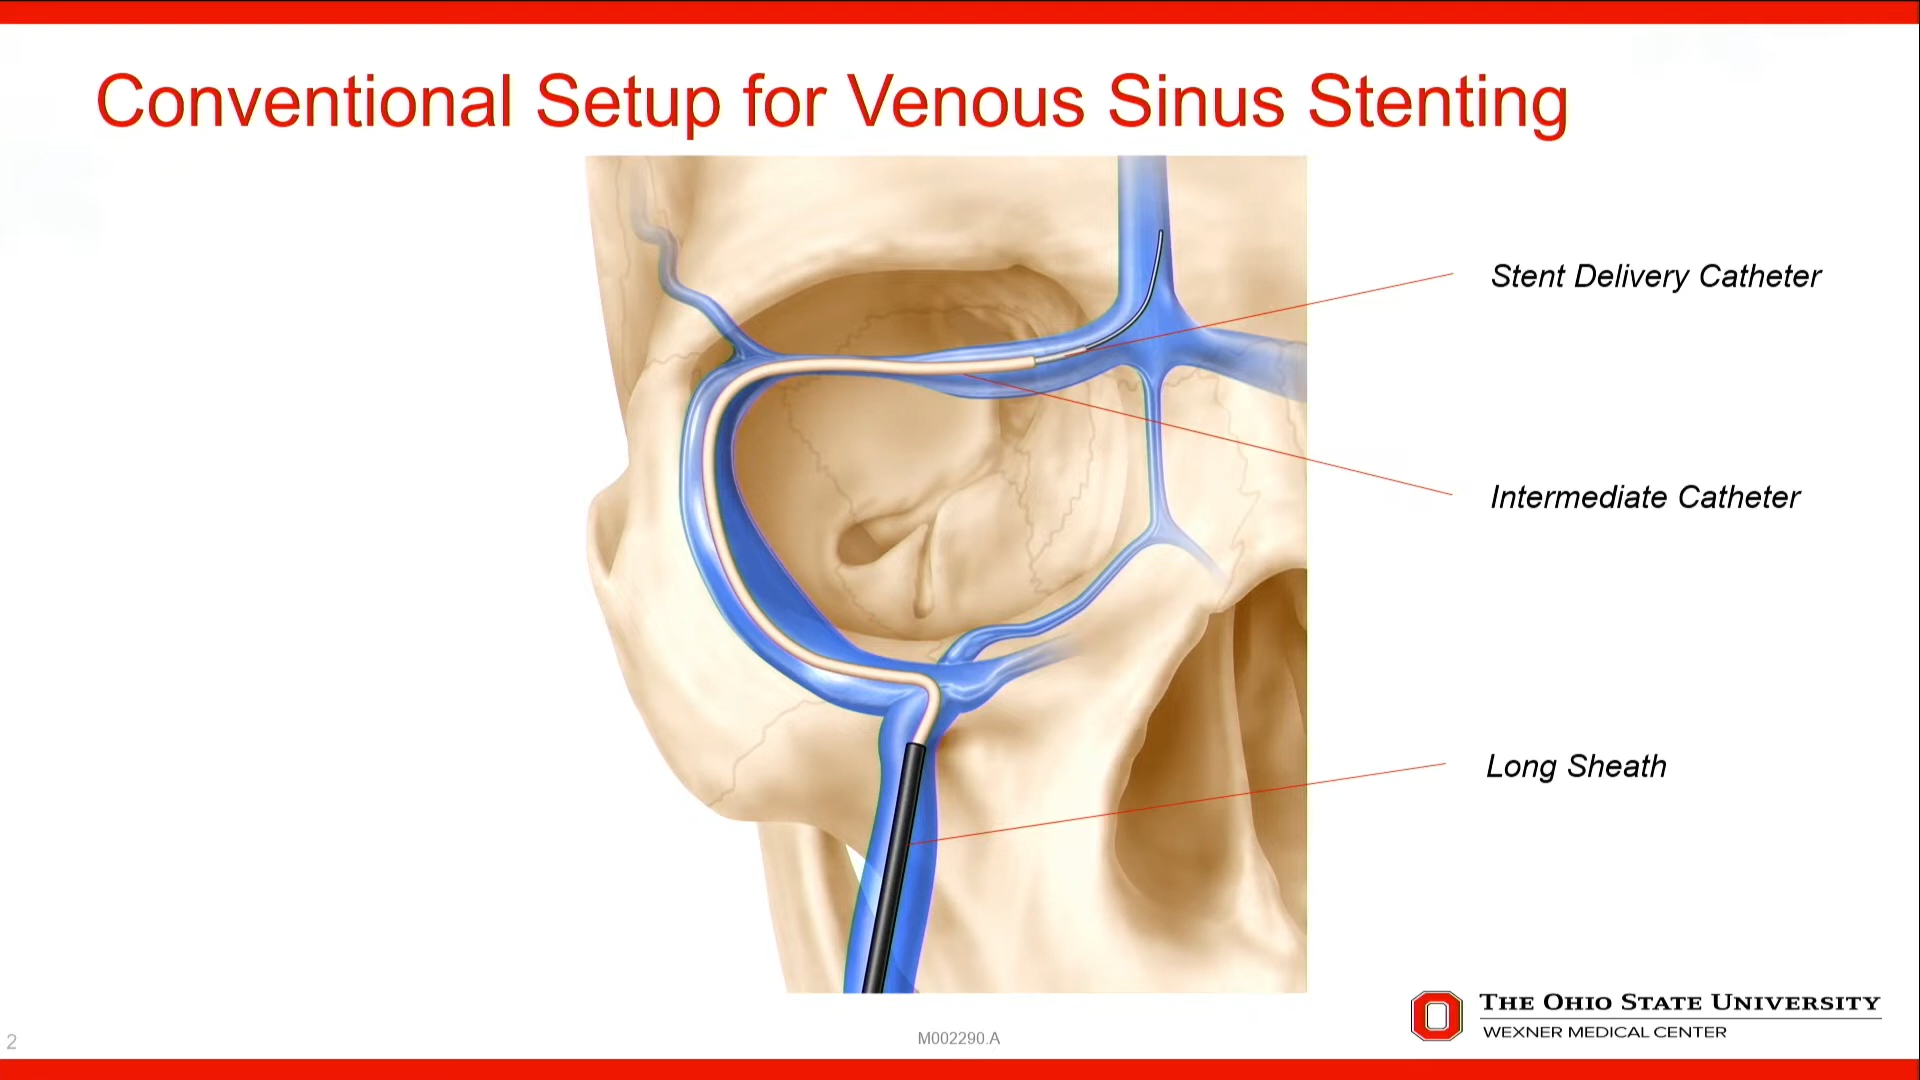 Conventional Setup for Venous Sinus Stenting
Stent Delivery Catheter
Intermediate Catheter
Long Sheath
THE OHIO STATE UNIVERSITY
WEXNER MEDICAL CENTER
2
M002290.A